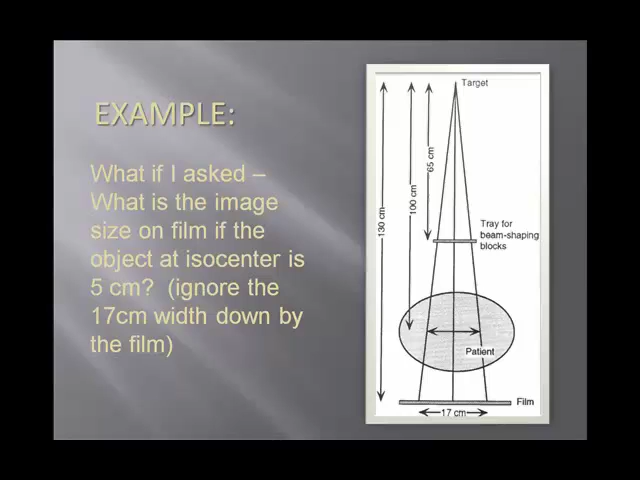 EXAMPLE:
What if I asked –
What is the image
size on film if the
object at isocenter is
5 cm? (ignore the
17cm width down by
the film)
Target
65 cm
100 cm
130 cm
Tray for
beam-shaping
blocks
Patient
Film
17 cm